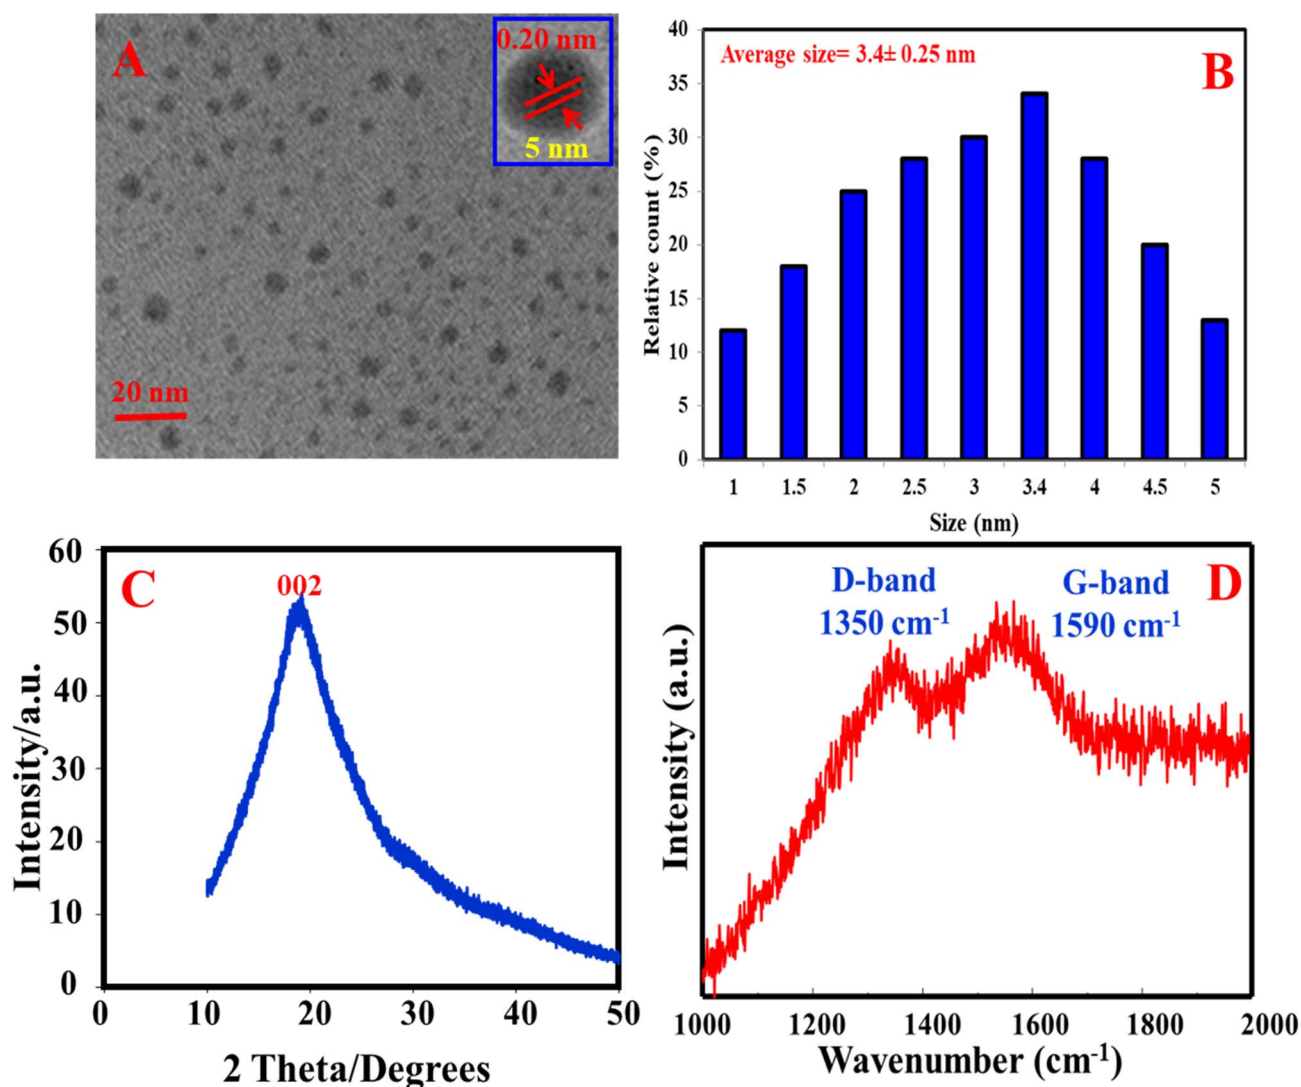 A
0.20 nm
5 nm
20 nm
B
Average size= 3.4± 0.25 nm
Relative count (%)
40
35
30
25
20
15
10
5
0
1 1.5 2 2.5 3 3.4 4 4.5 5
Size (nm)
C
002
Intensity/a.u.
60
50
40
30
20
10
0
0 10 20 30 40 50
2 Theta/Degrees
D
D-band
1350 cm⁻¹
G-band
1590 cm⁻¹
Intensity (a.u.)
1000 1200 1400 1600 1800 2000
Wavenumber (cm⁻¹)